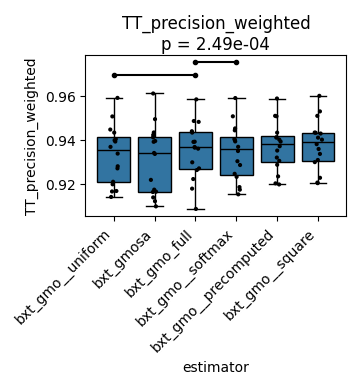 TT_precision_weighted
p = 2.49e-04
TT_precision_weighted
0.96
0.94
0.92
bxt_gmo__uniform
bxt_gmosa
bxt_gmo_full
bxt_gmo__softmax
bxt_gmo__precomputed
bxt_gmo__square
estimator